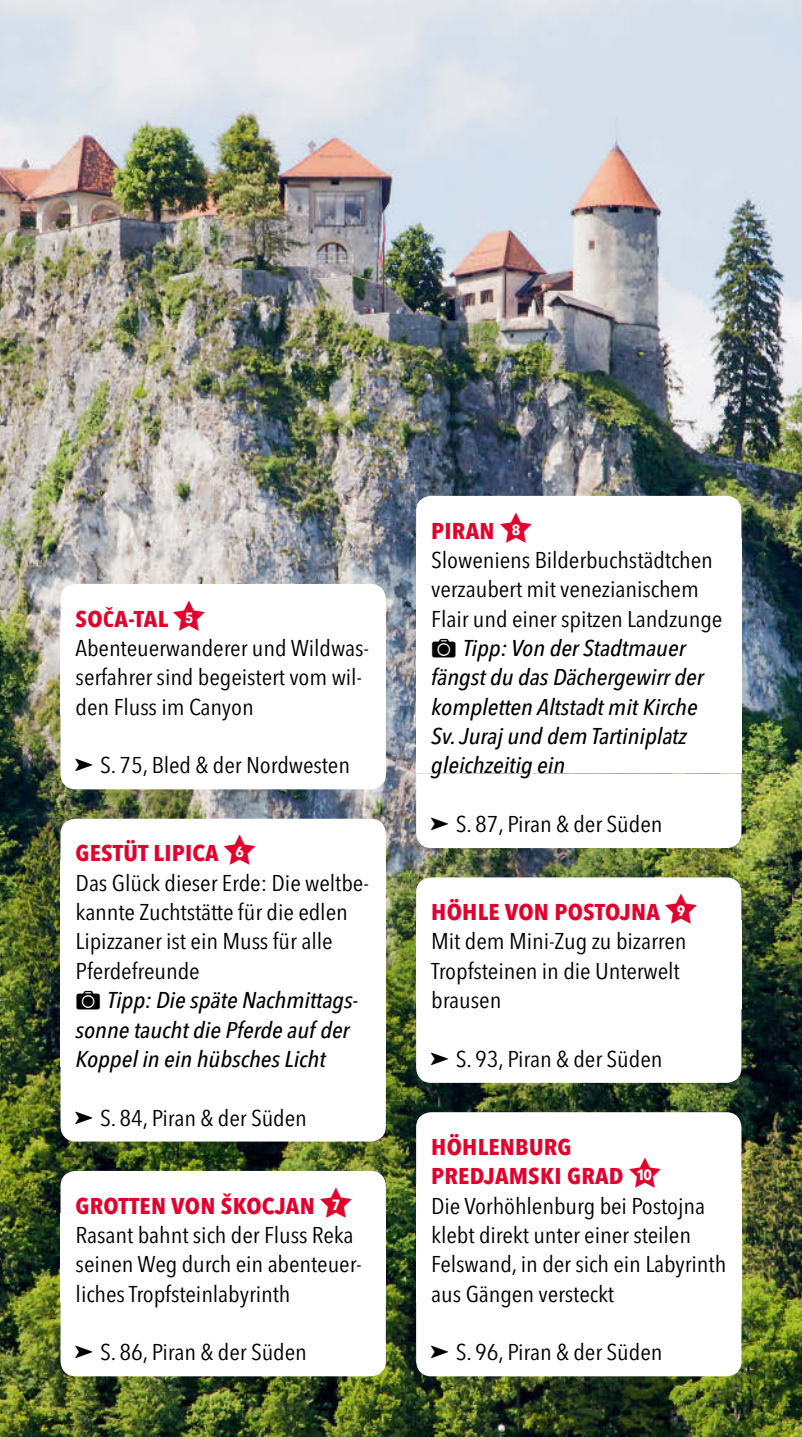 SOČA-TAL 5
Abenteuerwanderer und Wildwas-
serfahrer sind begeistert vom wil-
den Fluss im Canyon
➤ S. 75, Bled & der Nordwesten
GESTÜT LIPICA 6
Das Glück dieser Erde: Die weltbe-
kannte Zuchtstätte für die edlen
Lipizzaner ist ein Muss für alle
Pferdefreunde
Tipp: Die späte Nachmittags-
sonne taucht die Pferde auf der
Koppel in ein hübsches Licht
➤ S. 84, Piran & der Süden
GROTTEN VON ŠKOCJAN 7
Rasant bahnt sich der Fluss Reka
seinen Weg durch ein abenteuer-
liches Tropfsteinlabyrinth
➤ S. 86, Piran & der Süden
PIRAN 8
Sloweniens Bilderbuchstädtchen
verzaubert mit venezianischem
Flair und einer spitzen Landzunge
Tipp: Von der Stadtmauer
fängst du das Dächergewirr der
kompletten Altstadt mit Kirche
Sv. Juraj und dem Tartiniplatz
gleichzeitig ein
➤ S. 87, Piran & der Süden
HÖHLE VON POSTOJNA 9
Mit dem Mini-Zug zu bizarren
Tropfsteinen in die Unterwelt
brausen
➤ S. 93, Piran & der Süden
HÖHLENBURG
PREDJAMSKI GRAD 10
Die Vorhöhlenburg bei Postojna
klebt direkt unter einer steilen
Felswand, in der sich ein Labyrinth
aus Gängen versteckt
➤ S. 96, Piran & der Süden